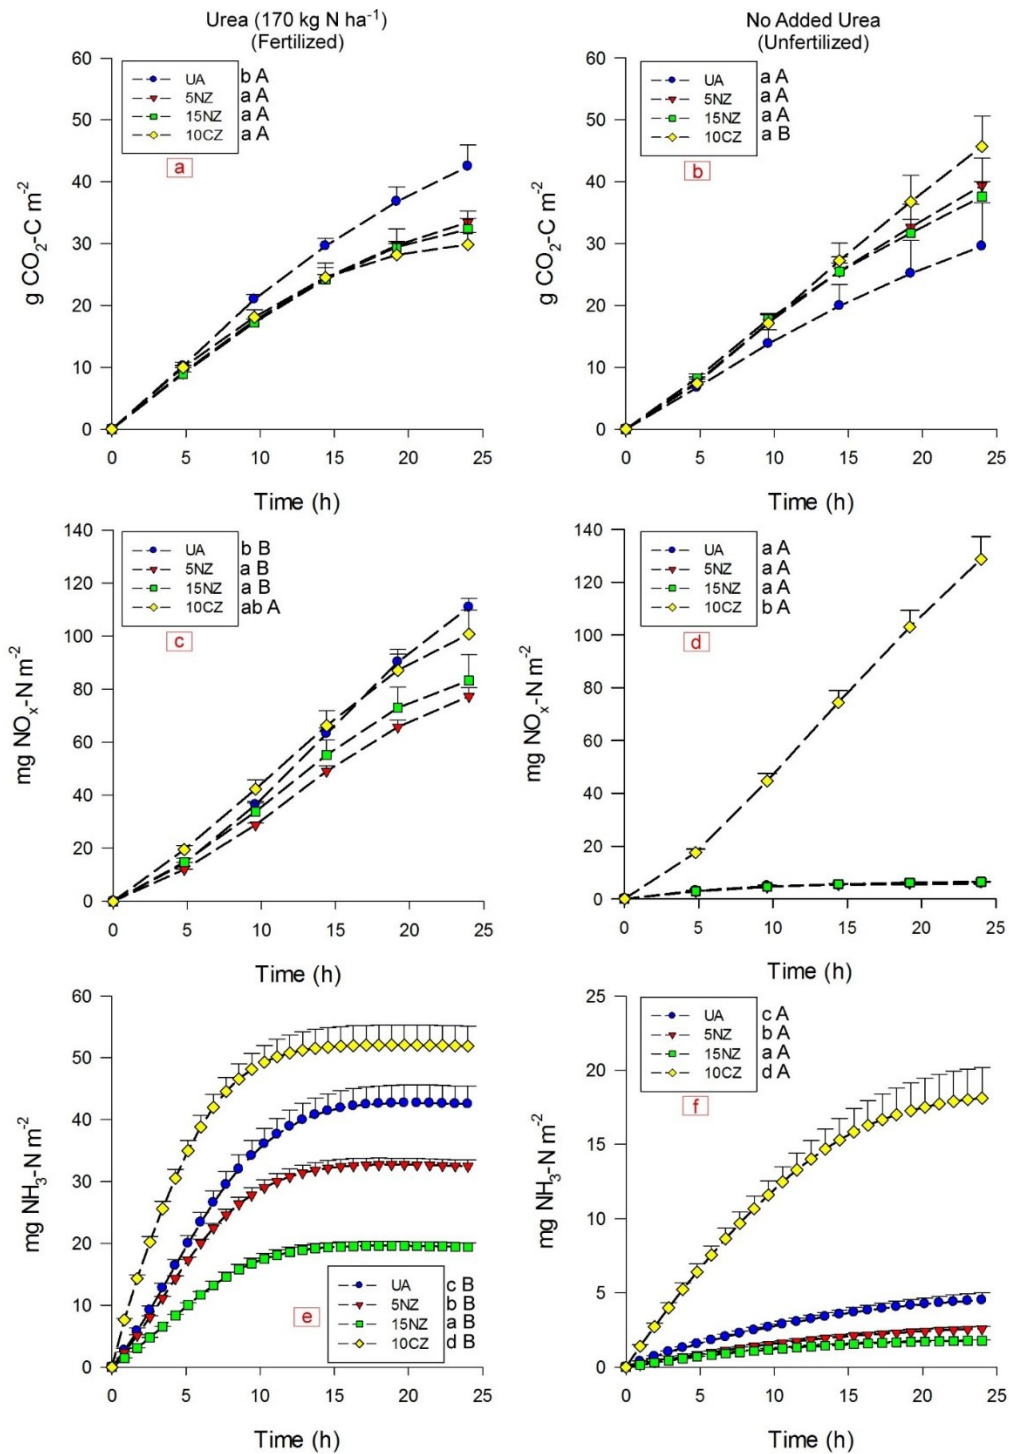 Urea (170 kg N ha⁻¹)
(Fertilized)
No Added Urea
(Unfertilized)
g CO₂-C m⁻²
60
50
40
30
20
10
0
UA b A
5NZ a A
15NZ a A
10CZ a A
a
0 5 10 15 20 25
Time (h)
g CO₂-C m⁻²
60
50
40
30
20
10
0
UA a A
5NZ a A
15NZ a A
10CZ a B
b
0 5 10 15 20 25
Time (h)
mg NOₓ-N m⁻²
140
120
100
80
60
40
20
0
UA b B
5NZ a B
15NZ a B
10CZ ab A
c
0 5 10 15 20 25
Time (h)
mg NOₓ-N m⁻²
140
120
100
80
60
40
20
0
UA a A
5NZ a A
15NZ a A
10CZ b A
d
0 5 10 15 20 25
Time (h)
mg NH₃-N m⁻²
60
50
40
30
20
10
0
UA c B
5NZ b B
15NZ a B
10CZ d B
e
0 5 10 15 20 25
Time (h)
mg NH₃-N m⁻²
25
20
15
10
5
0
UA c A
5NZ b A
15NZ a A
10CZ d A
f
0 5 10 15 20 25
Time (h)